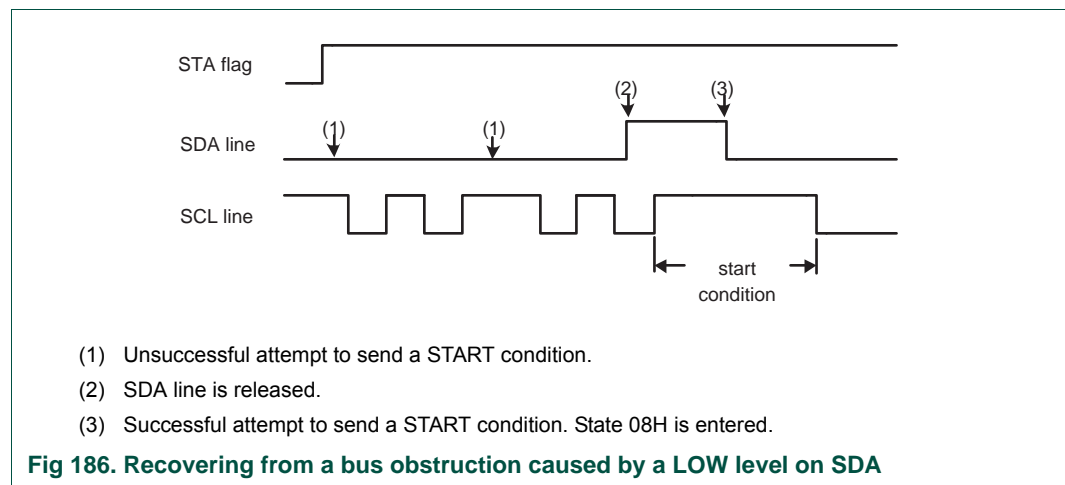 STA flag
(2) (3)
(1) (1)
SDA line
SCL line
start
condition
(1) Unsuccessful attempt to send a START condition.
(2) SDA line is released.
(3) Successful attempt to send a START condition. State 08H is entered.
Fig 186. Recovering from a bus obstruction caused by a LOW level on SDA